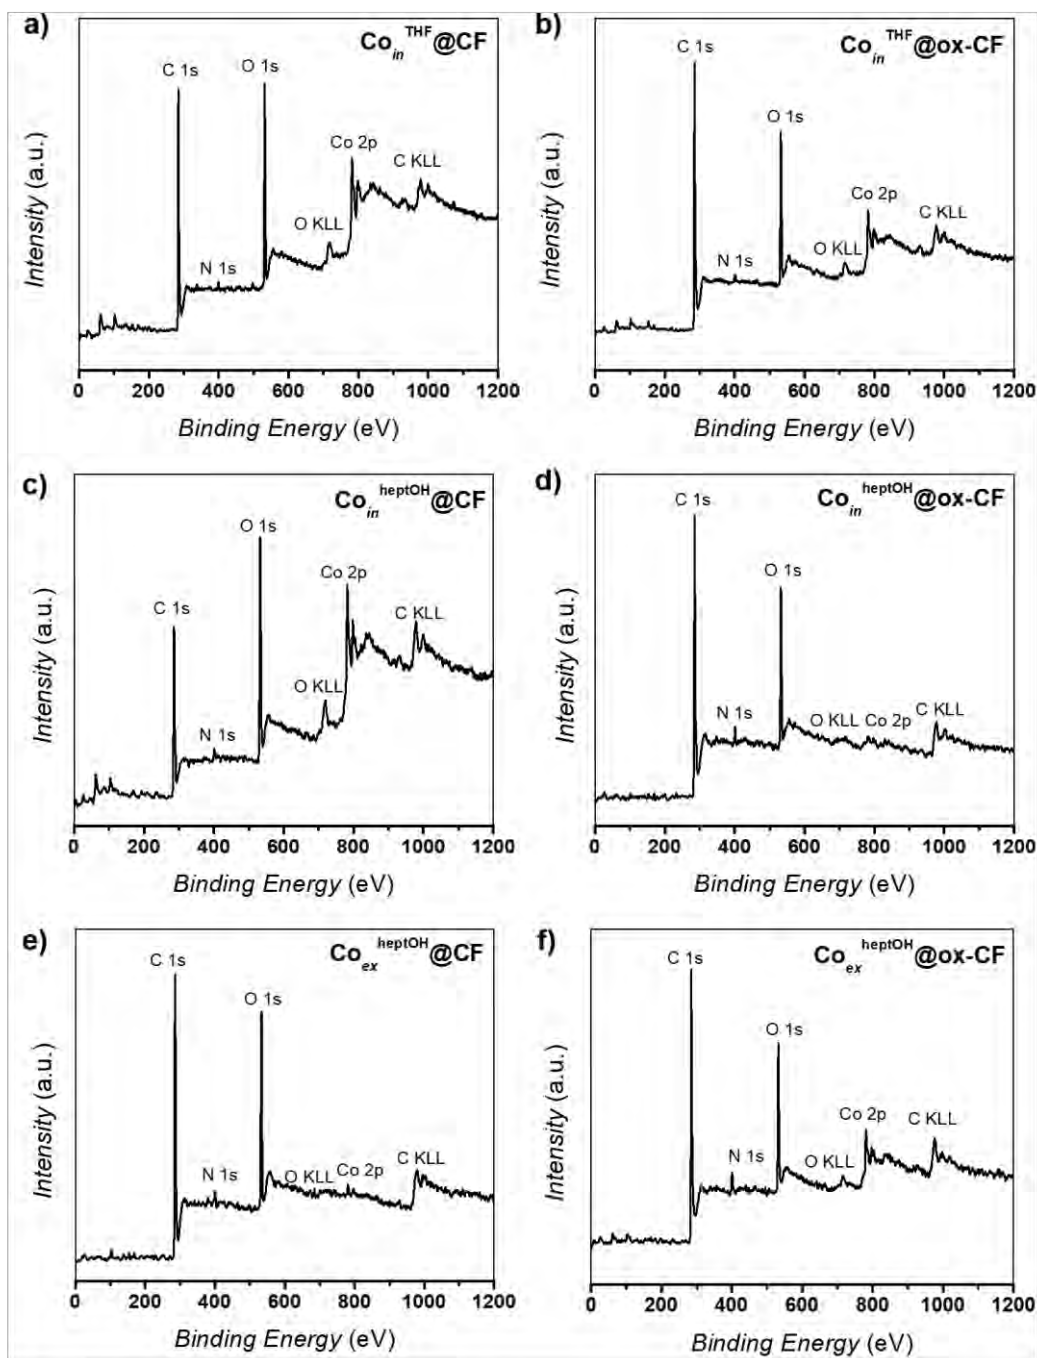 a)
Co_in^THF@CF
C 1s
O 1s
Co 2p
C KLL
O KLL
N 1s
Intensity (a.u.)
0 200 400 600 800 1000 1200
Binding Energy (eV)
b)
Co_in^THF@ox-CF
C 1s
O 1s
Co 2p
C KLL
O KLL
N 1s
Intensity (a.u.)
0 200 400 600 800 1000 1200
Binding Energy (eV)
c)
Co_in^heptOH@CF
O 1s
Co 2p
C 1s
C KLL
O KLL
N 1s
Intensity (a.u.)
0 200 400 600 800 1000 1200
Binding Energy (eV)
d)
Co_in^heptOH@ox-CF
C 1s
O 1s
N 1s
O KLL
Co 2p
C KLL
Intensity (a.u.)
0 200 400 600 800 1000 1200
Binding Energy (eV)
e)
Co_ex^heptOH@CF
C 1s
O 1s
N 1s
O KLL
Co 2p
C KLL
Intensity (a.u.)
0 200 400 600 800 1000 1200
Binding Energy (eV)
f)
Co_ex^heptOH@ox-CF
C 1s
O 1s
Co 2p
C KLL
N 1s
O KLL
Intensity (a.u.)
0 200 400 600 800 1000 1200
Binding Energy (eV)